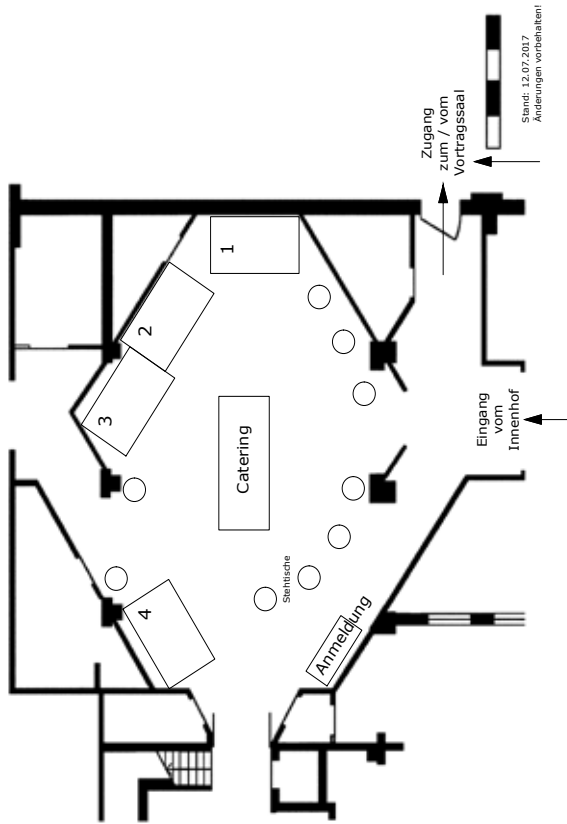 Stand: 12.07.2017
Änderungen vorbehalten!
Zugang
zum / vom
Vortragssaal
1
2
3
Catering
Eingang
vom
Innenhof
Stehtische
4
Anmeldung